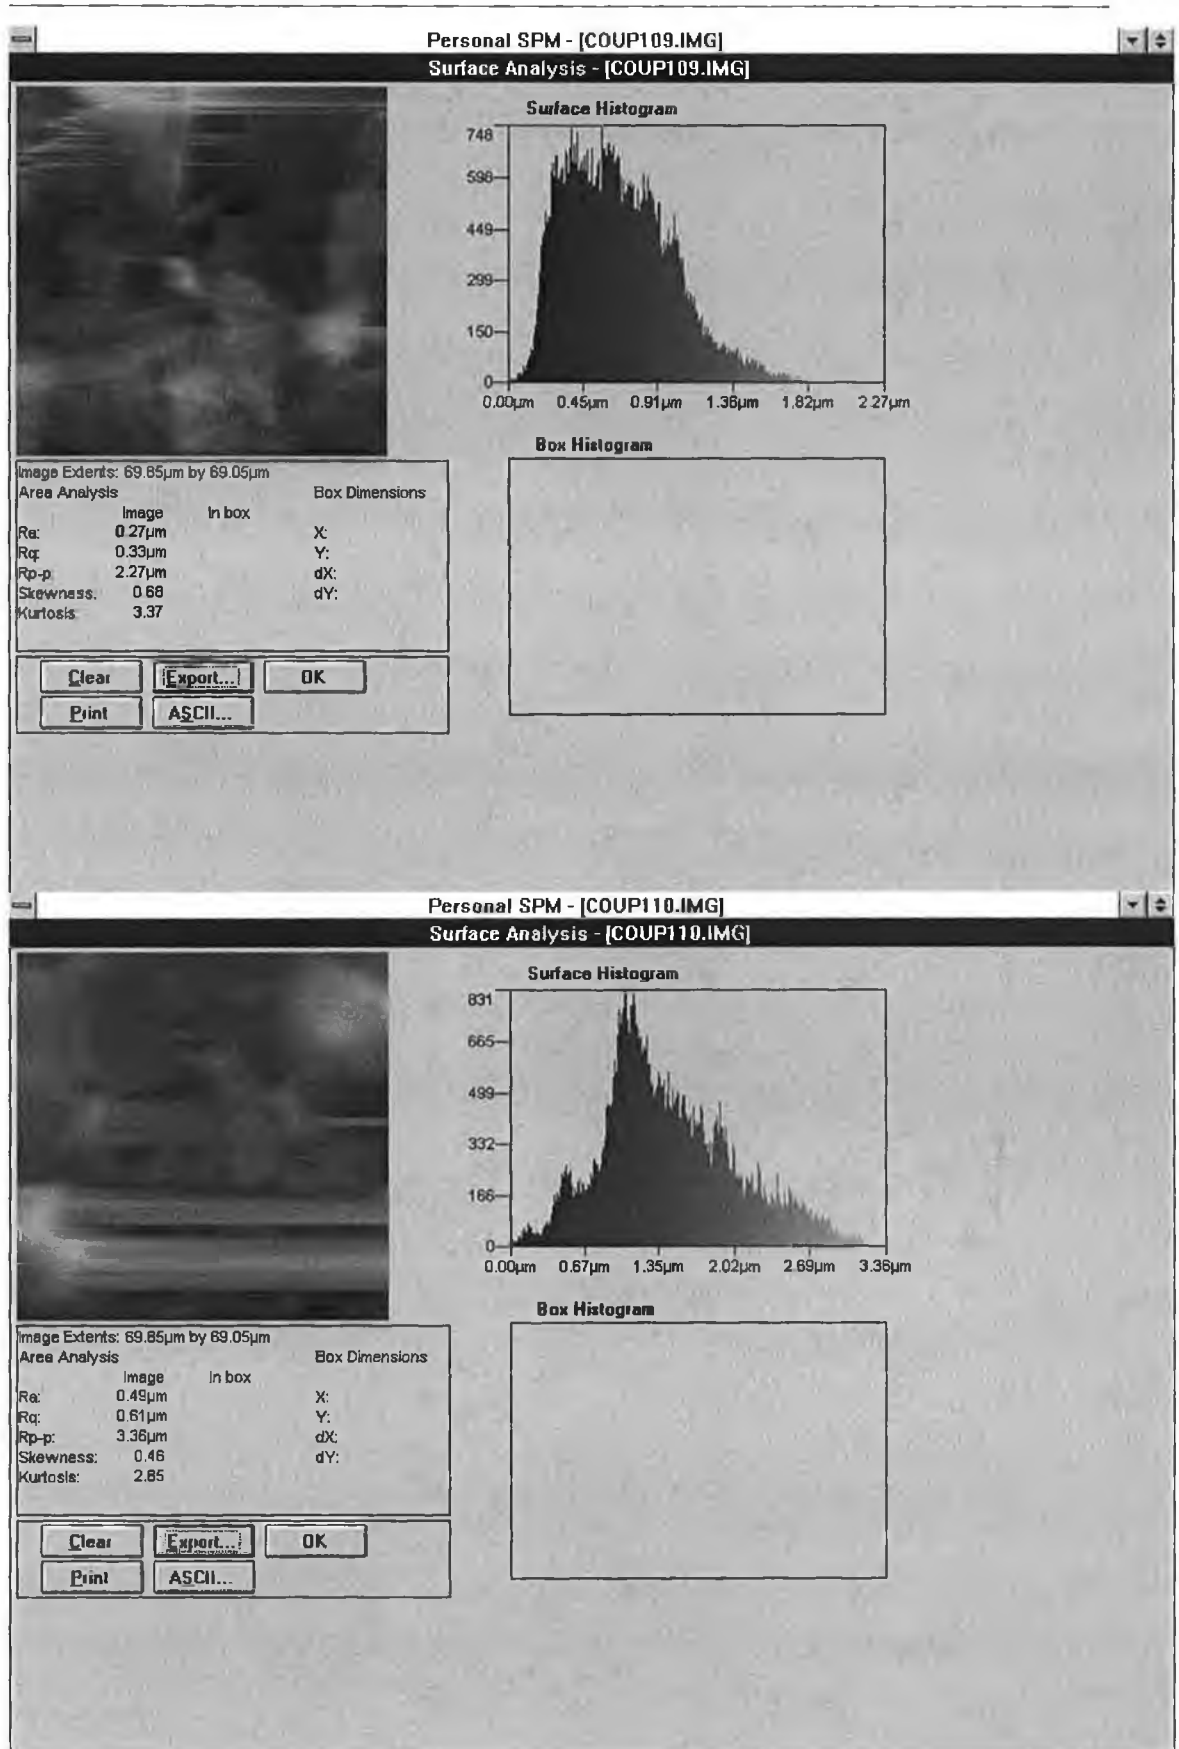 Personal SPM - [COUP109.IMG]
Surface Analysis - [COUP109.IMG]
Surface Histogram
748
598
449
299
150
0
0.00µm 0.45µm 0.91µm 1.36µm 1.82µm 2.27µm
Box Histogram
Image Extents: 69.85µm by 69.05µm
Area Analysis Box Dimensions
Image In box
Ra: 0.27µm X:
Rq: 0.33µm Y:
Rp-p: 2.27µm dX:
Skewness: 0.68 dY:
Kurtosis: 3.37
Clear Export... OK
Print ASCII...
Personal SPM - [COUP110.IMG]
Surface Analysis - [COUP110.IMG]
Surface Histogram
831
665
499
332
166
0
0.00µm 0.67µm 1.35µm 2.02µm 2.69µm 3.36µm
Box Histogram
Image Extents: 69.85µm by 69.05µm
Area Analysis Box Dimensions
Image In box
Ra: 0.49µm X:
Rq: 0.61µm Y:
Rp-p: 3.36µm dX:
Skewness: 0.46 dY:
Kurtosis: 2.85
Clear Export... OK
Print ASCII...